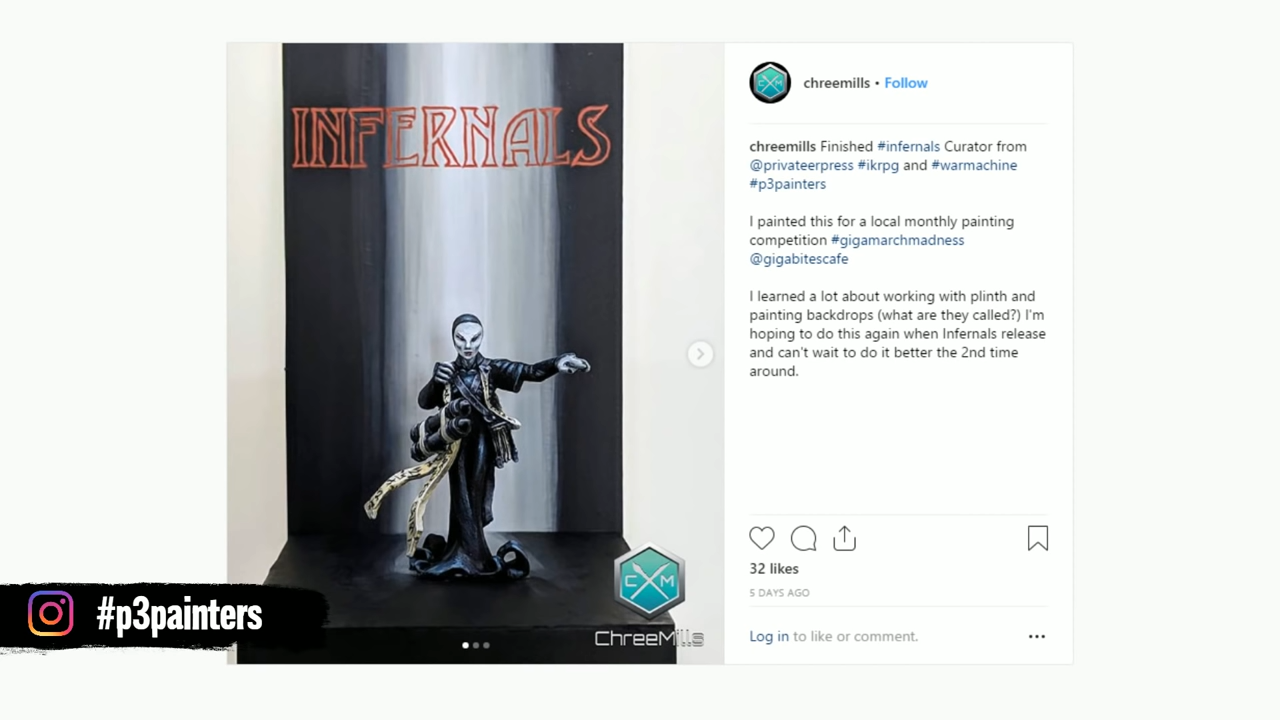 INFERNALS
CM
ChreeMills
#p3painters
CM
chreemills • Follow
chreemills Finished #infernals Curator from
@privateerpress #ikrpg and #warmachine
#p3painters
I painted this for a local monthly painting
competition #gigamarchmadness
@gigabitescafe
I learned a lot about working with plinth and
painting backdrops (what are they called?) I'm
hoping to do this again when Infernals release
and can't wait to do it better the 2nd time
around.
32 likes
5 DAYS AGO
Log in to like or comment.